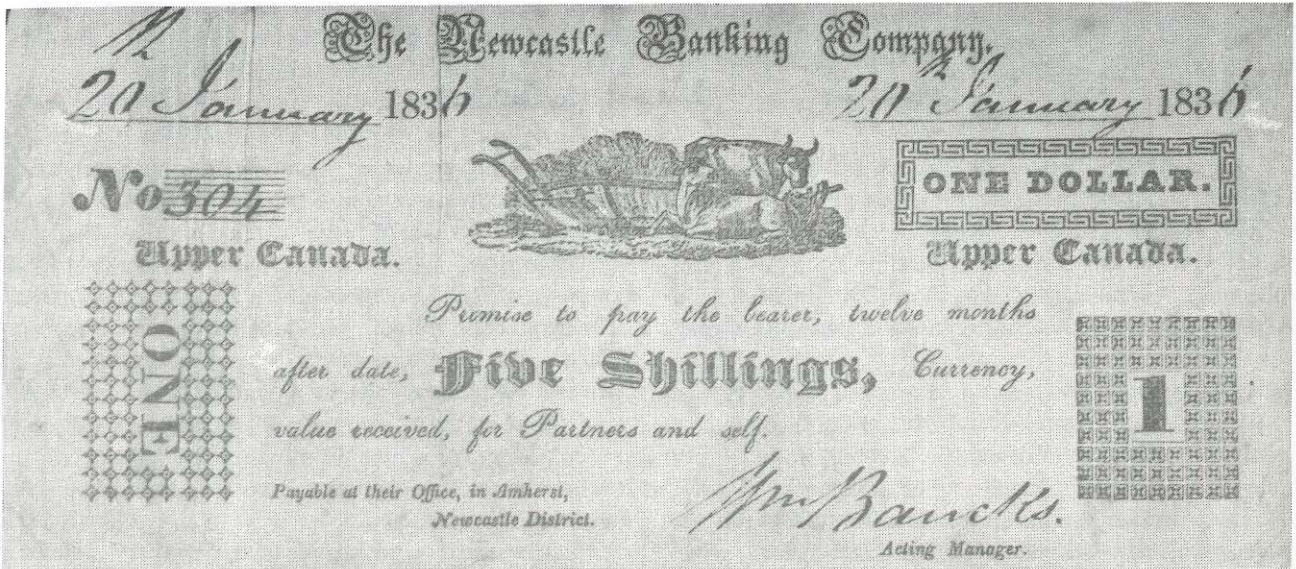 The Newcastle Banking Company.
20 January 1836
20 January 1836
No 304
ONE DOLLAR.
Upper Canada.
Upper Canada.
ONE
Promise to pay the bearer, twelve months
after date, Five Shillings, Currency,
value received, for Partners and self.
1
Payable at their Office, in Amherst,
Newcastle District.
Wm Bancks.
Acting Manager.